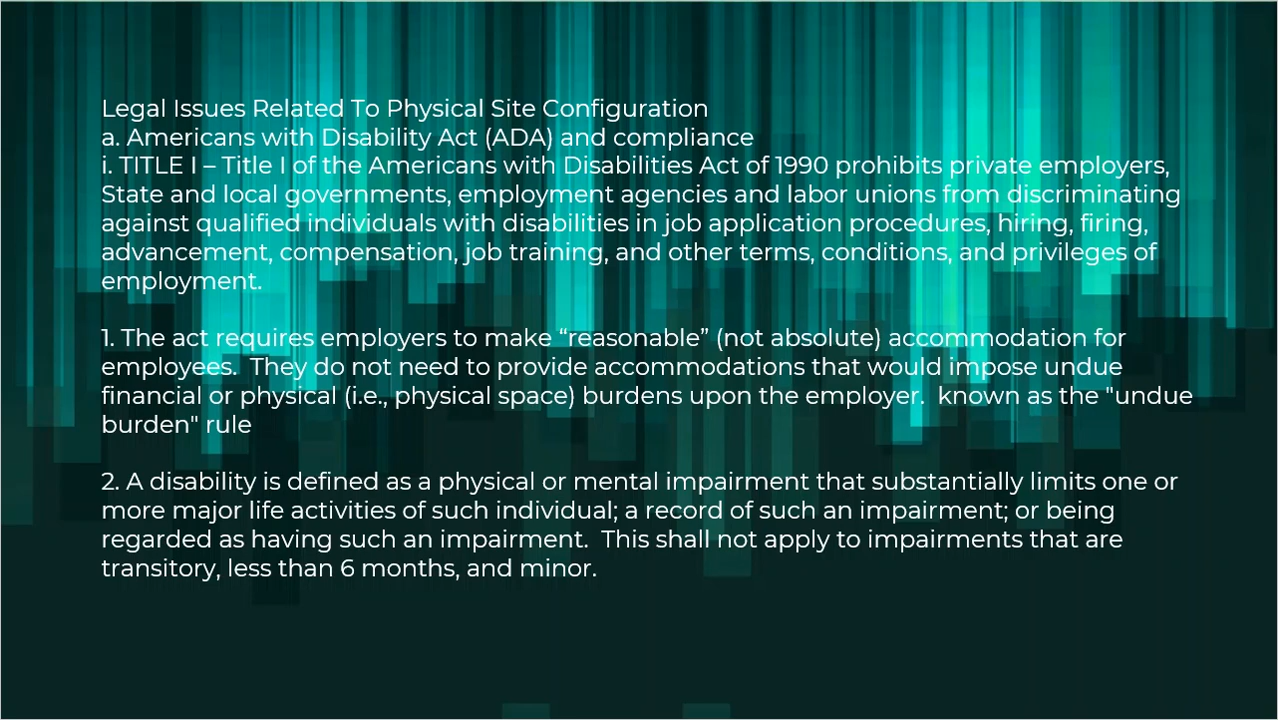 Legal Issues Related To Physical Site Configuration
a. Americans with Disability Act (ADA) and compliance
i. TITLE I – Title I of the Americans with Disabilities Act of 1990 prohibits private employers,
State and local governments, employment agencies and labor unions from discriminating
against qualified individuals with disabilities in job application procedures, hiring, firing,
advancement, compensation, job training, and other terms, conditions, and privileges of
employment.
1. The act requires employers to make “reasonable” (not absolute) accommodation for
employees.  They do not need to provide accommodations that would impose undue
financial or physical (i.e., physical space) burdens upon the employer.  known as the "undue
burden" rule
2. A disability is defined as a physical or mental impairment that substantially limits one or
more major life activities of such individual; a record of such an impairment; or being
regarded as having such an impairment.  This shall not apply to impairments that are
transitory, less than 6 months, and minor.